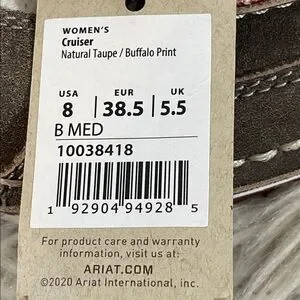 WOMEN'S
Cruiser
Natural Taupe / Buffalo Print
USA EUR UK
8 38.5 5.5
B MED
10038418
1 92904 94928 5
For product care and warranty
information, visit us at:
ARIAT.COM
©2020 Ariat International, inc.